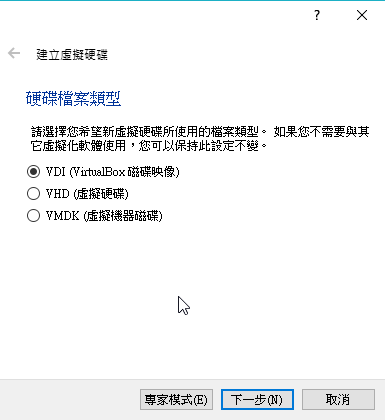 ?
建立虛擬硬碟
硬碟檔案類型
請選擇您希望新虛擬硬碟所使用的檔案類型。 如果您不需要與其
它虛擬化軟體使用，您可以保持此設定不變。
VDI (VirtualBox 磁碟映像)
VHD (虛擬硬碟)
VMDK (虛擬機器磁碟)
專家模式(E) 下一步(N) 取消